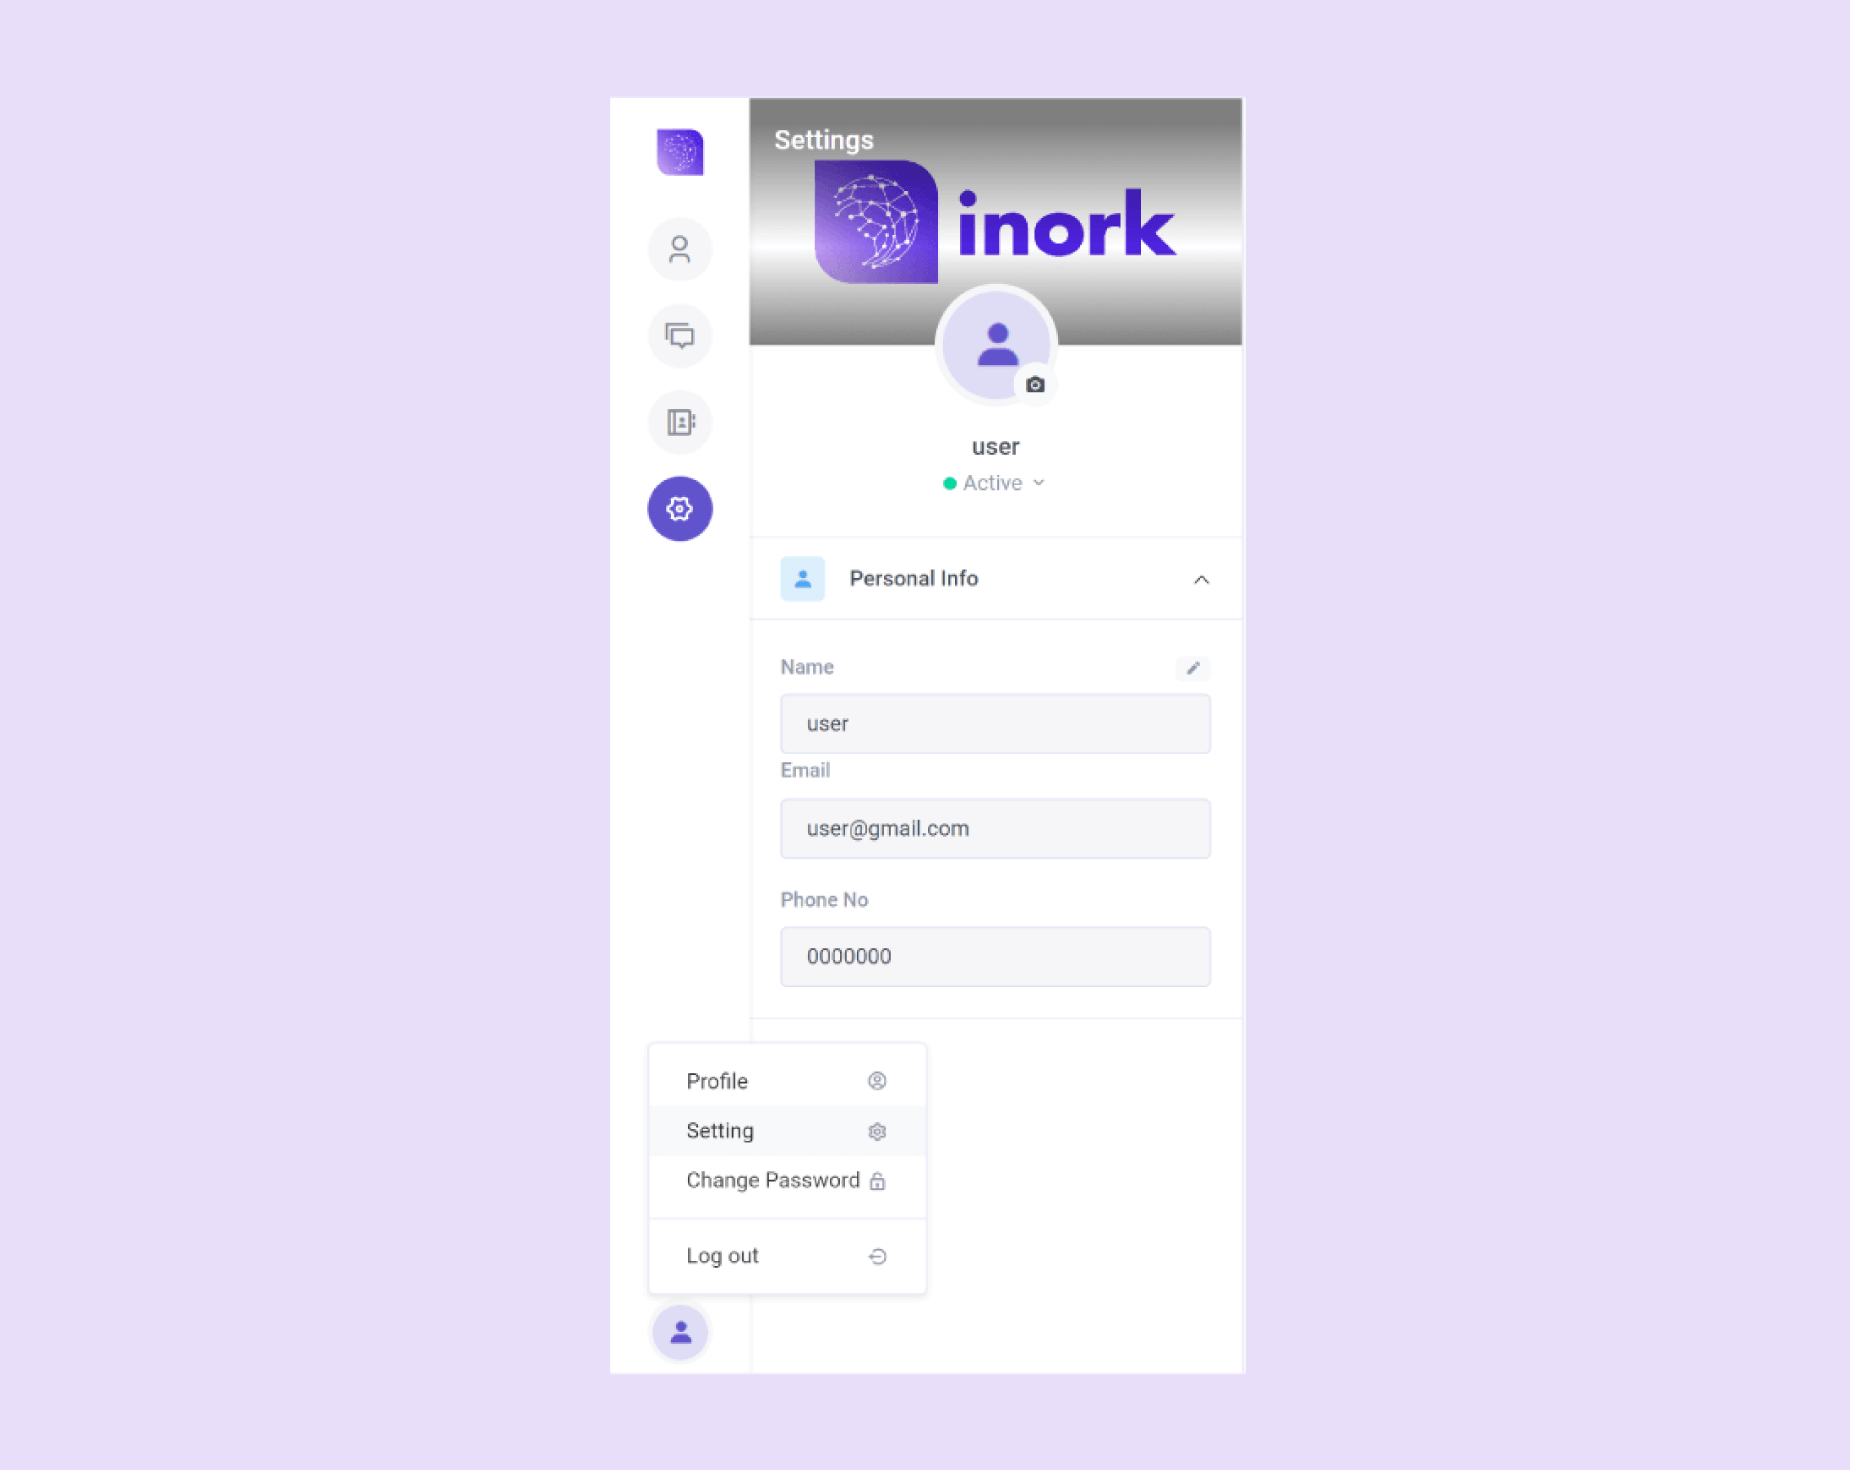 Settings
inork
user
Active
Personal Info
Name
user
Email
user@gmail.com
Phone No
0000000
Profile
Setting
Change Password
Log out